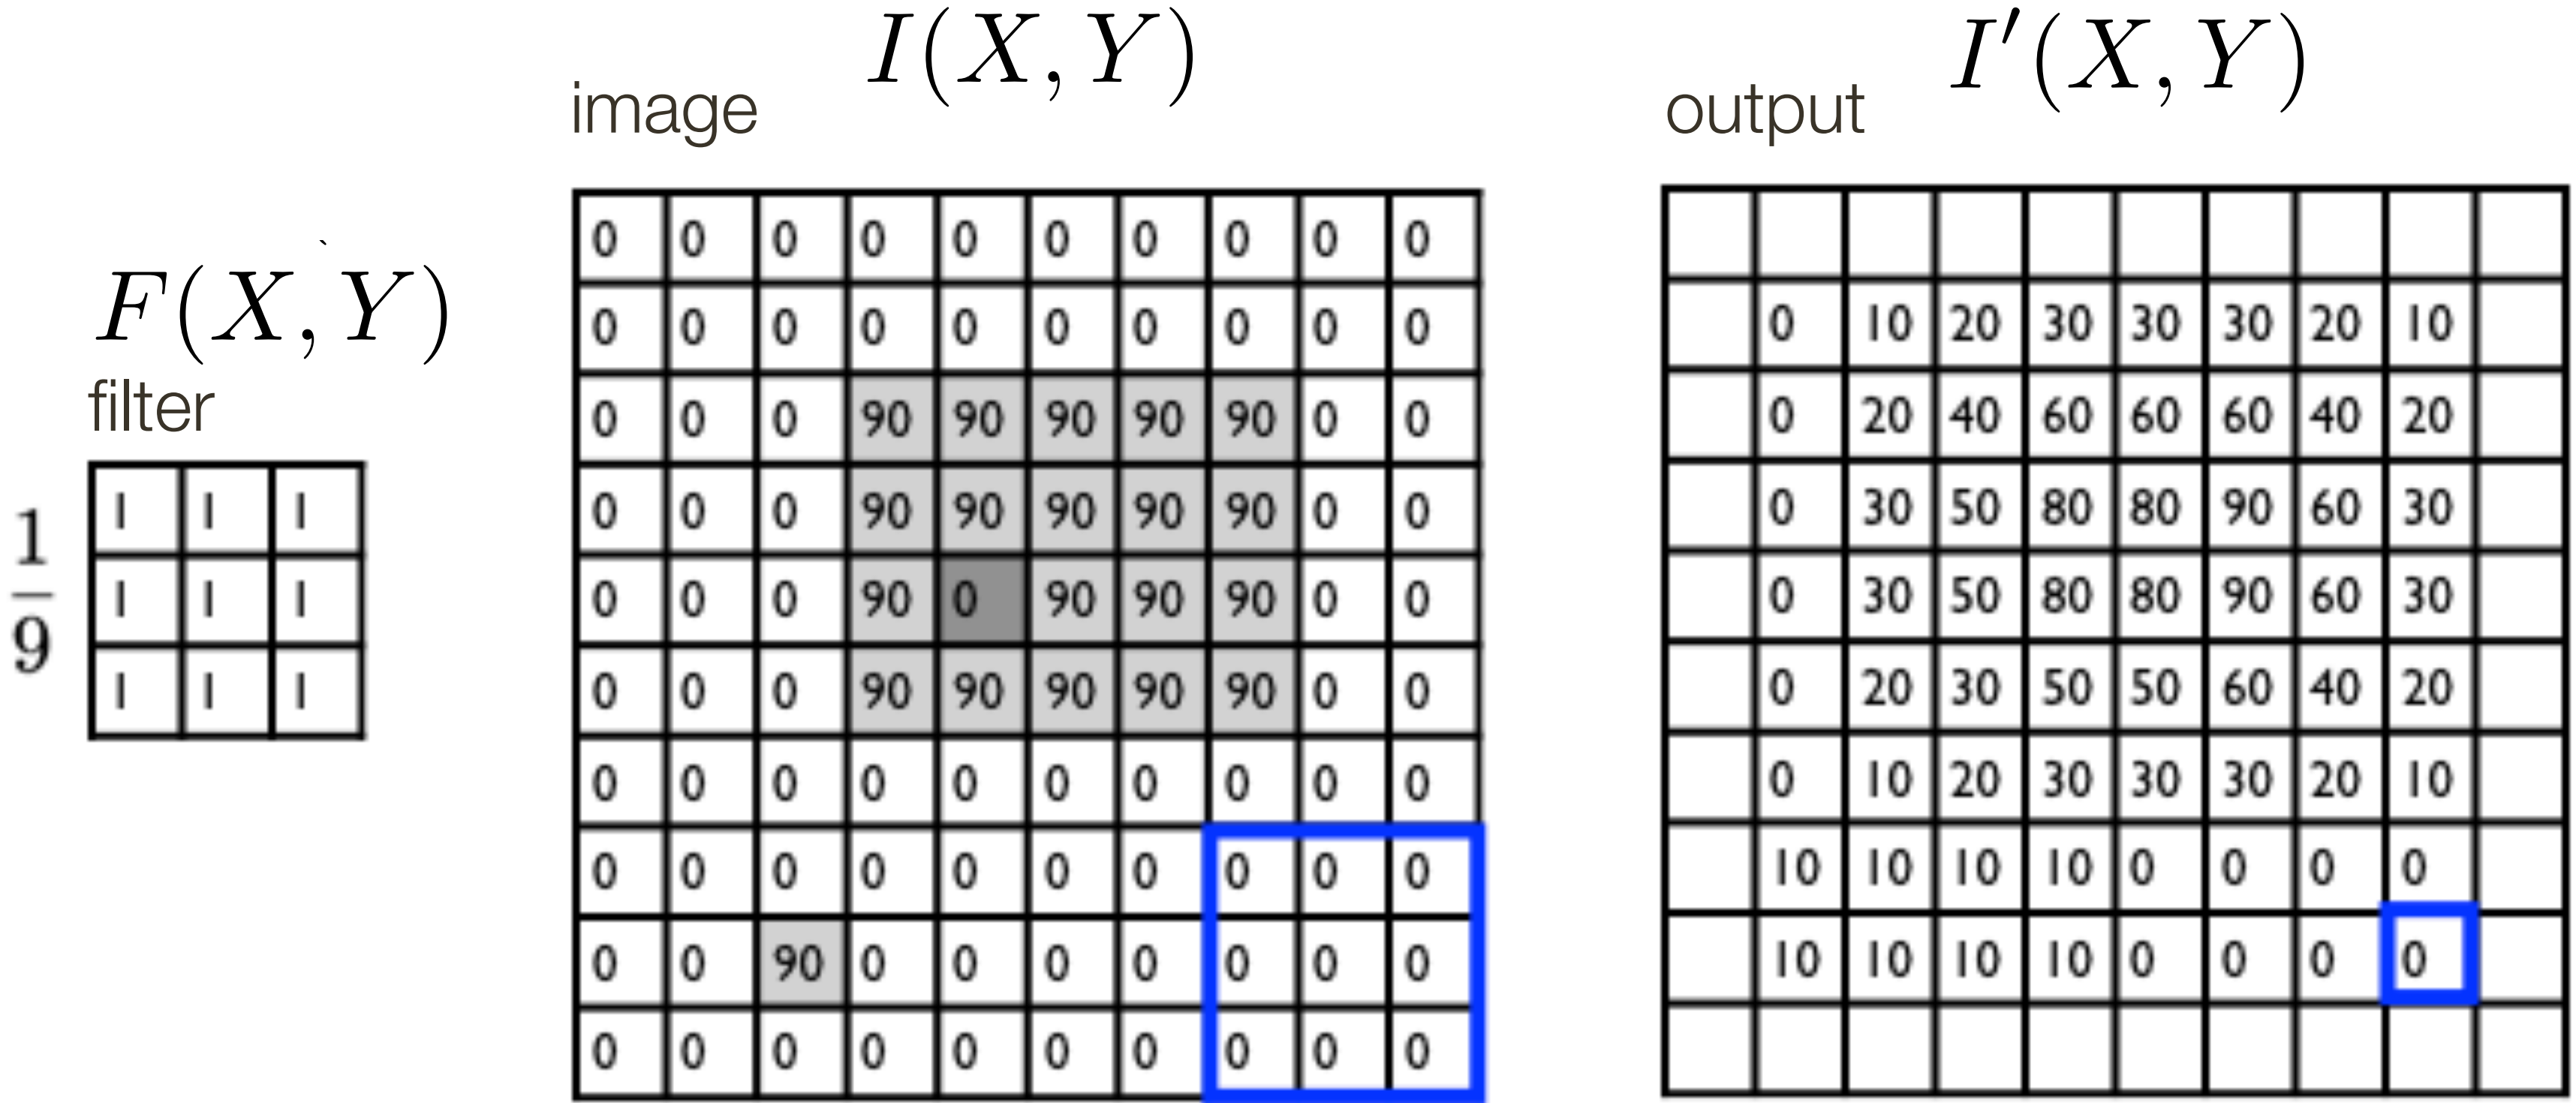 I(X, Y)
image
I′(X, Y)
output
F(X, Y)
filter
1/9
1 1 1
1 1 1
1 1 1
0 0 0 0 0 0 0 0 0 0
0 0 0 0 0 0 0 0 0 0
0 0 0 90 90 90 90 90 0 0
0 0 0 90 90 90 90 90 0 0
0 0 0 90 0 90 90 90 0 0
0 0 0 90 90 90 90 90 0 0
0 0 0 0 0 0 0 0 0 0
0 0 0 0 0 0 0 0 0 0
0 0 90 0 0 0 0 0 0 0
0 0 0 0 0 0 0 0 0 0
0 10 20 30 30 30 20 10
0 20 40 60 60 60 40 20
0 30 50 80 80 90 60 30
0 30 50 80 80 90 60 30
0 20 30 50 50 60 40 20
0 10 20 30 30 30 20 10
10 10 10 10 0 0 0 0
10 10 10 10 0 0 0 0